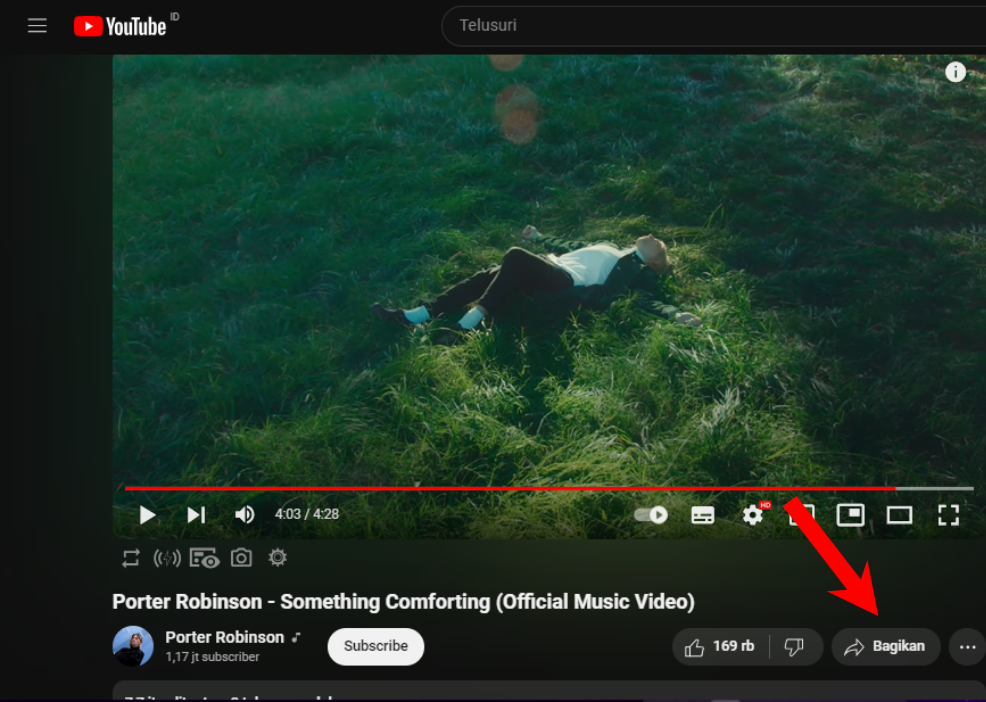 YouTube ID
Telusuri
4:03 / 4:28
HD
Porter Robinson - Something Comforting (Official Music Video)
Porter Robinson
1,17 jt subscriber
Subscribe
169 rb
Bagikan